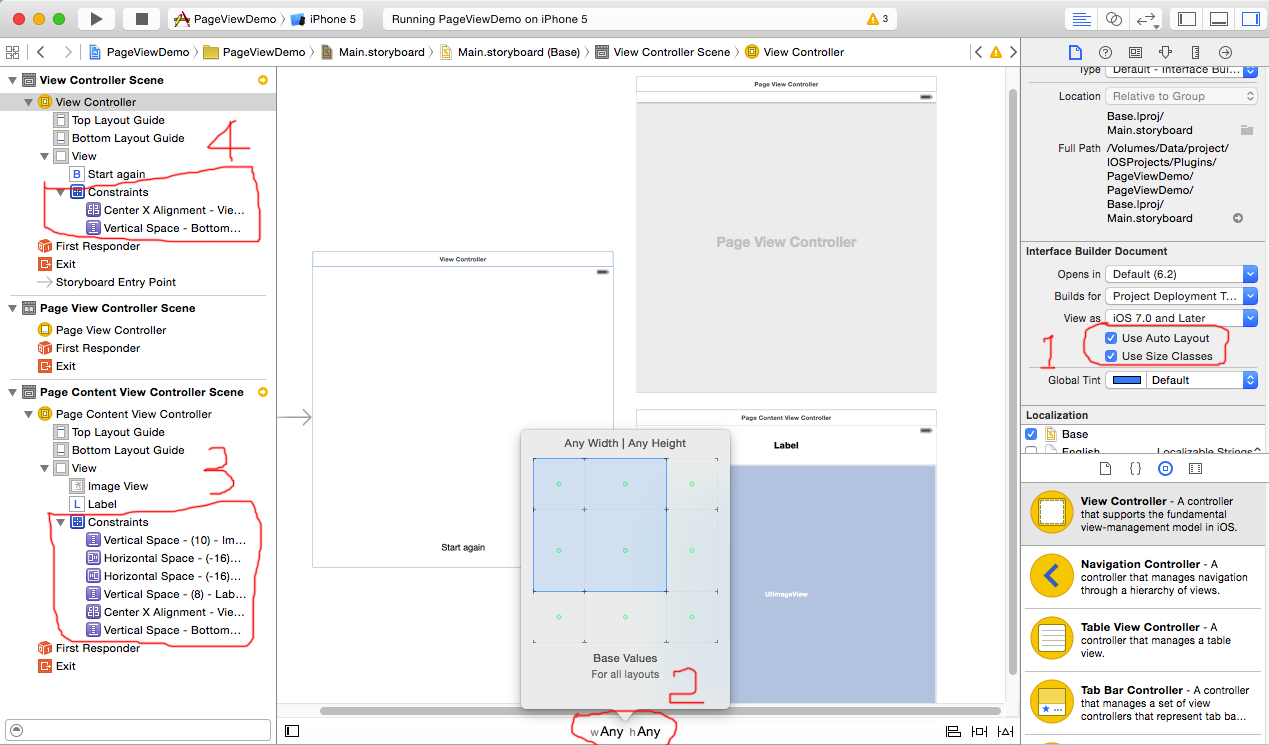 PageViewDemo
iPhone 5
Running PageViewDemo on iPhone 5
3
PageViewDemo
PageViewDemo
Main.storyboard
Main.storyboard (Base)
View Controller Scene
View Controller
View Controller Scene
View Controller
Top Layout Guide
Bottom Layout Guide
4
View
B Start again
Constraints
Center X Alignment - Vie...
Vertical Space - Bottom...
First Responder
Exit
Storyboard Entry Point
Page View Controller Scene
Page View Controller
First Responder
Exit
Page Content View Controller Scene
Page Content View Controller
Top Layout Guide
Bottom Layout Guide
3
View
Image View
L Label
Constraints
Vertical Space - (10) - Im...
Horizontal Space - (-16)...
Horizontal Space - (-16)...
Vertical Space - (8) - Lab...
Center X Alignment - Vie...
Vertical Space - Bottom...
First Responder
Exit
Page View Controller
Page View Controller
View Controller
Start again
Page Content View Controller
Label
UIImageView
Any Width | Any Height
Base Values
For all layouts
2
wAny hAny
Type Default - Interface Buil...
Location Relative to Group
Base.lproj/
Main.storyboard
Full Path /Volumes/Data/project/
IOSProjects/Plugins/
PageViewDemo/
PageViewDemo/
Base.lproj/
Main.storyboard
Interface Builder Document
Opens in Default (6.2)
Builds for Project Deployment T...
View as iOS 7.0 and Later
1
Use Auto Layout
Use Size Classes
Global Tint Default
Localization
Base
English Localizable Strings
{}
View Controller - A controller
that supports the fundamental
view-management model in iOS.
Navigation Controller - A
controller that manages navigation
through a hierarchy of views.
Table View Controller - A
controller that manages a table
view.
Tab Bar Controller - A controller
that manages a set of view
controllers that represent tab ba...